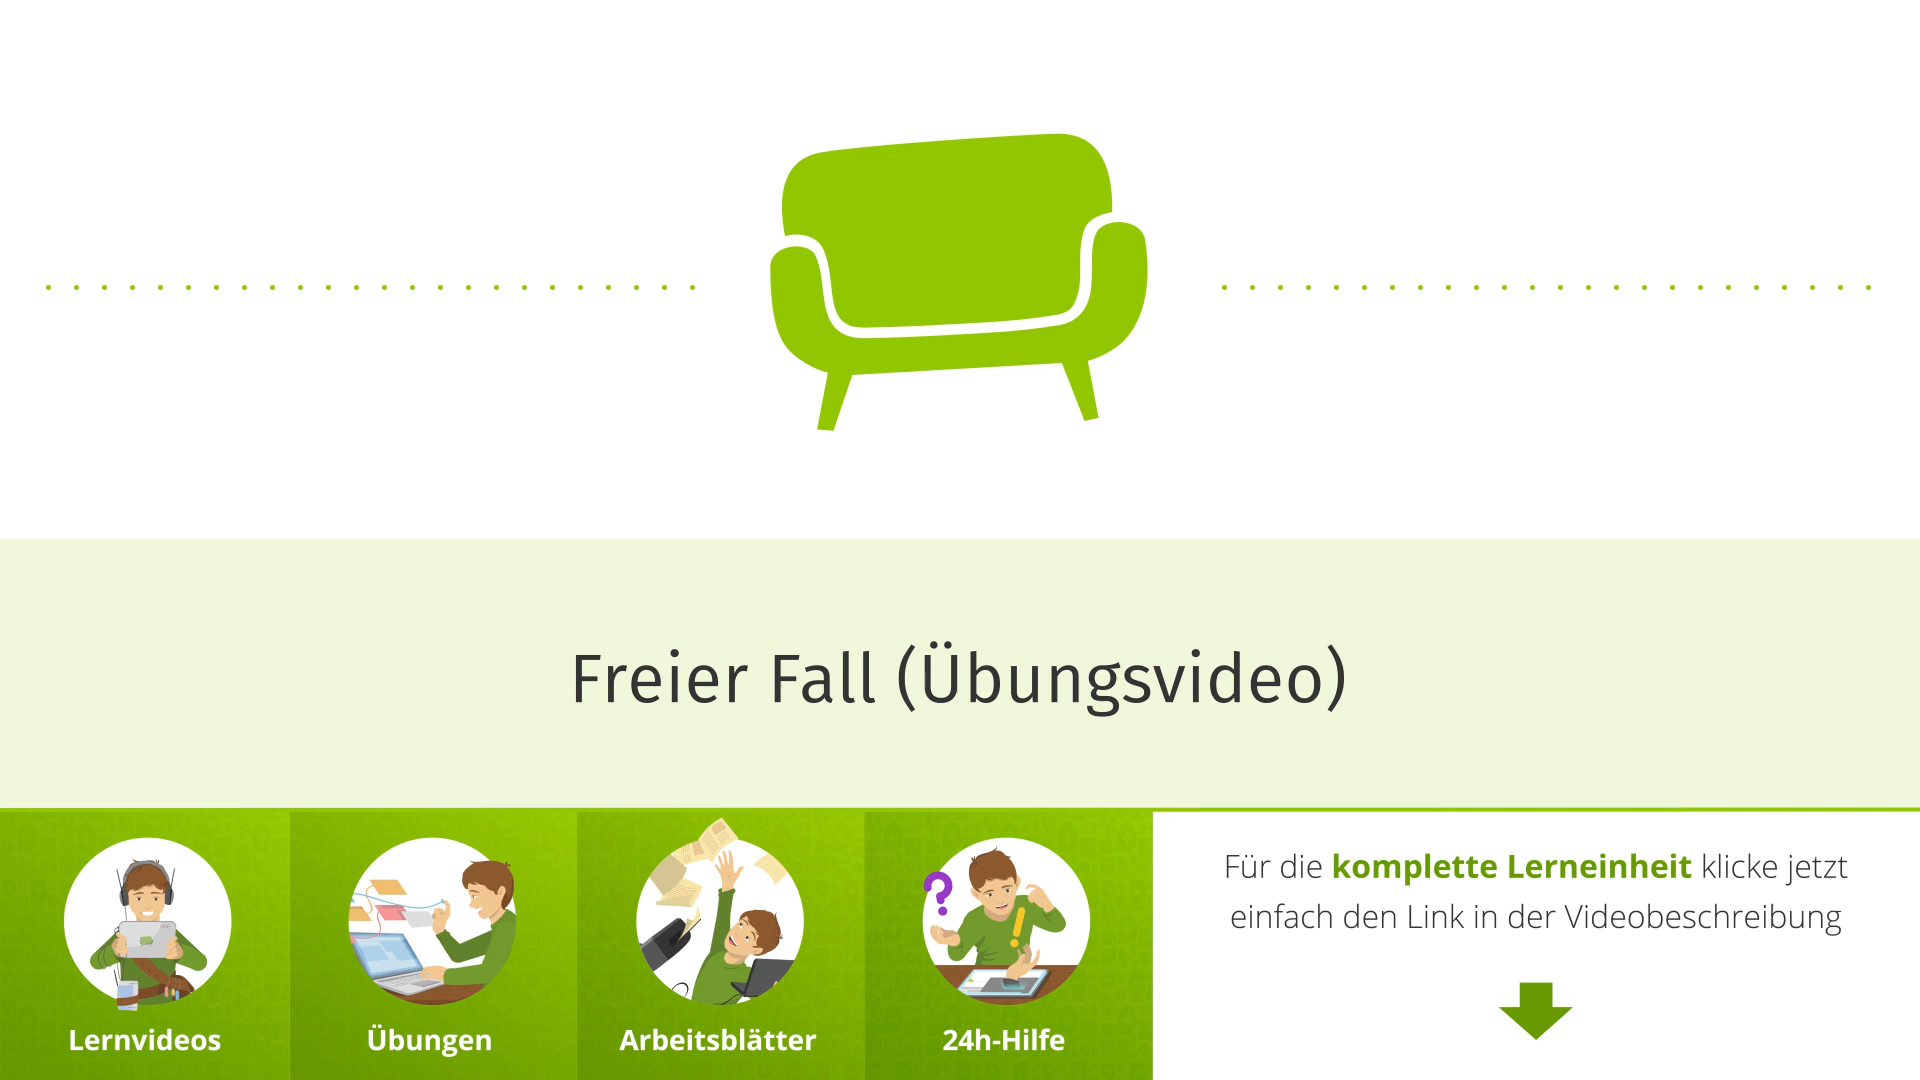 Freier Fall (Übungsvideo)
Lernvideos
Übungen
Arbeitsblätter
24h-Hilfe
Für die komplette Lerneinheit klicke jetzt
einfach den Link in der Videobeschreibung